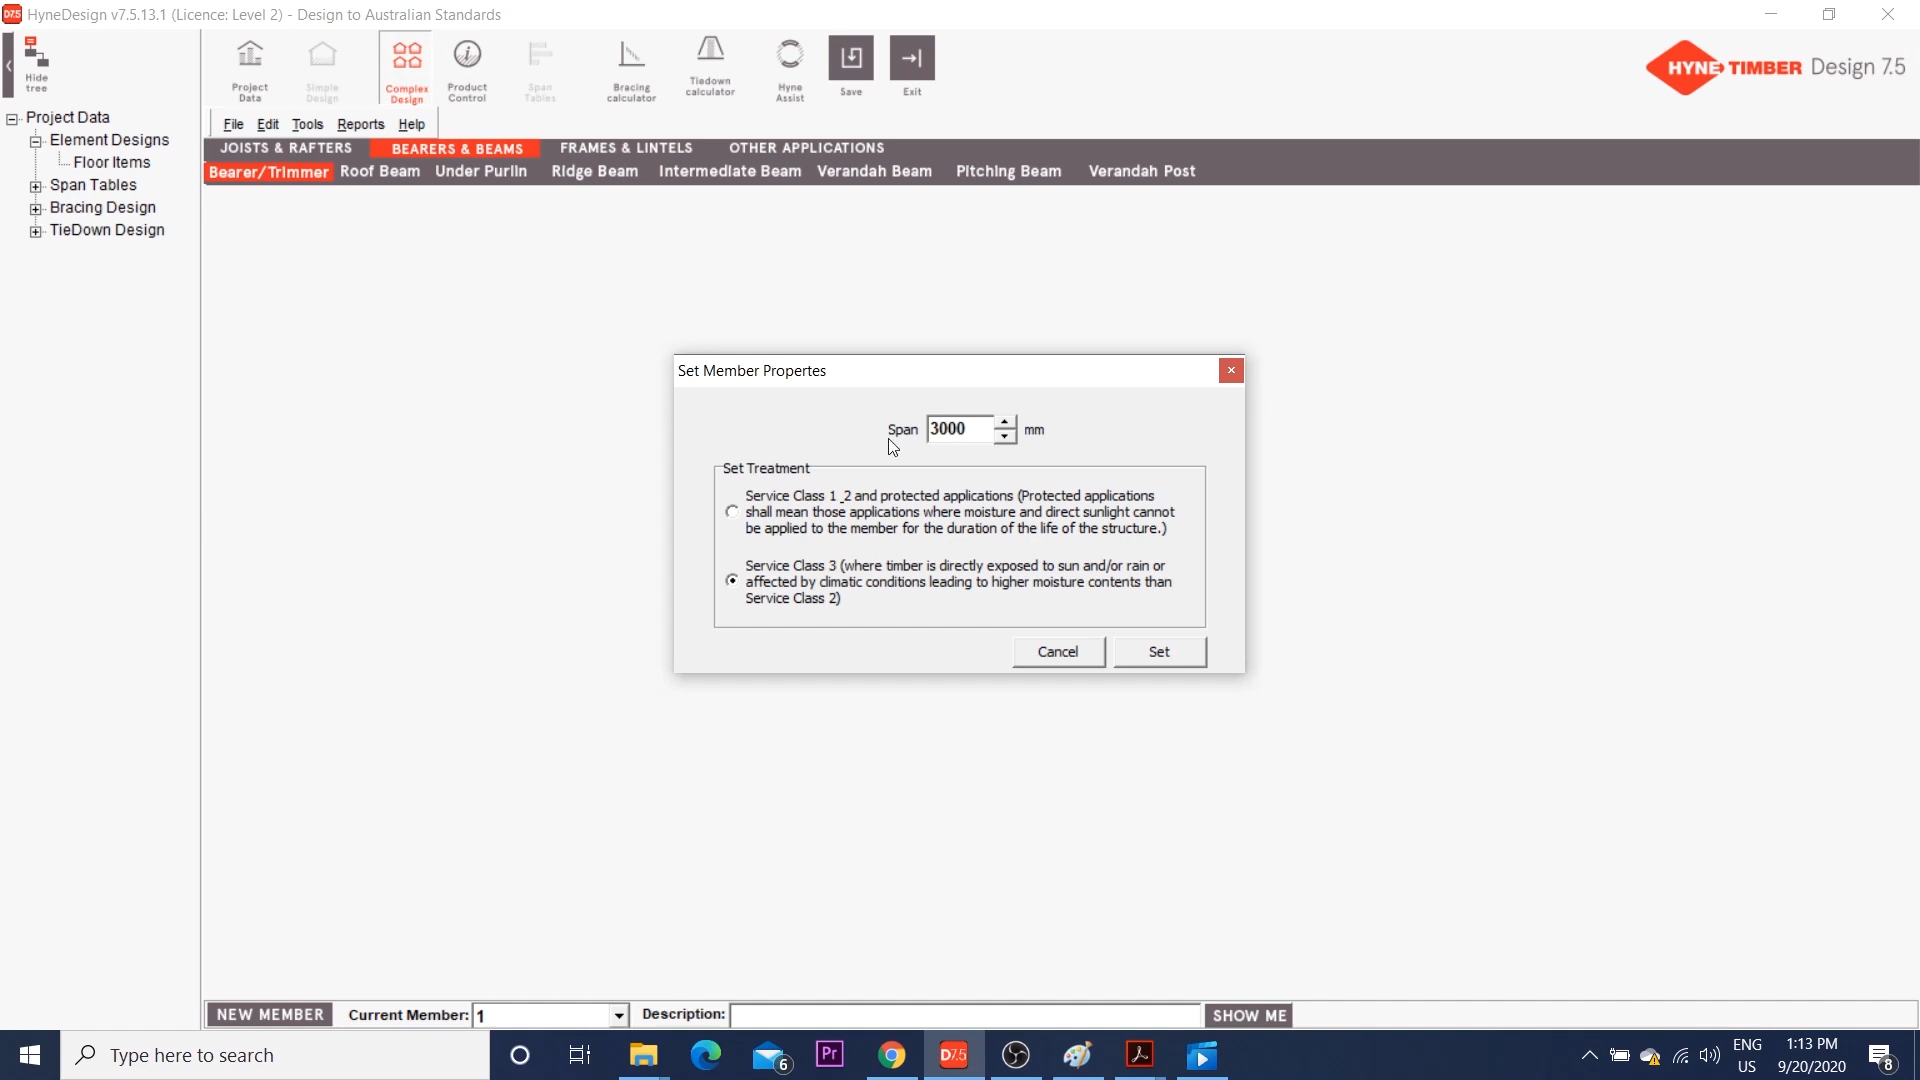 D7.5 HyneDesign v7.5.13.1 (Licence: Level 2) - Design to Australian Standards
Hide
tree
Project
Data
Simple
Design
Complex
Design
Product
Control
Span
Tables
Bracing
calculator
Tiedown
calculator
Hyne
Assist
Save
Exit
HYNE TIMBER Design 7.5
File Edit Tools Reports Help
JOISTS & RAFTERS BEARERS & BEAMS FRAMES & LINTELS OTHER APPLICATIONS
Bearer/Trimmer Roof Beam Under Purlin Ridge Beam Intermediate Beam Verandah Beam Pitching Beam Verandah Post
Project Data
Element Designs
Floor Items
Span Tables
Bracing Design
TieDown Design
Set Member Propertes
Span 3000 mm
Set Treatment
Service Class 1 _2 and protected applications (Protected applications
shall mean those applications where moisture and direct sunlight cannot
be applied to the member for the duration of the life of the structure.)
Service Class 3 (where timber is directly exposed to sun and/or rain or
affected by climatic conditions leading to higher moisture contents than
Service Class 2)
Cancel Set
NEW MEMBER Current Member: 1 Description: SHOW ME
Type here to search
6
Pr
D7.5
ENG
US
1:13 PM
9/20/2020
8